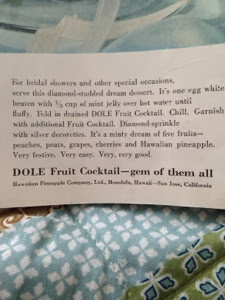 For bridal showers and other special occasions,
serve this diamond-studded dream dessert. It's one egg white
beaten with ½ cup of mint jelly over hot water until
fluffy. Fold in drained DOLE Fruit Cocktail. Chill. Garnish
with additional Fruit Cocktail. Diamond-sprinkle
with silver decorettes. It's a minty dream of five fruits—
peaches, pears, grapes, cherries and Hawaiian pineapple.
Very festive. Very easy. Very, very good.
DOLE Fruit Cocktail—gem of them all
Hawaiian Pineapple Company, Ltd., Honolulu, Hawaii—San Jose, California